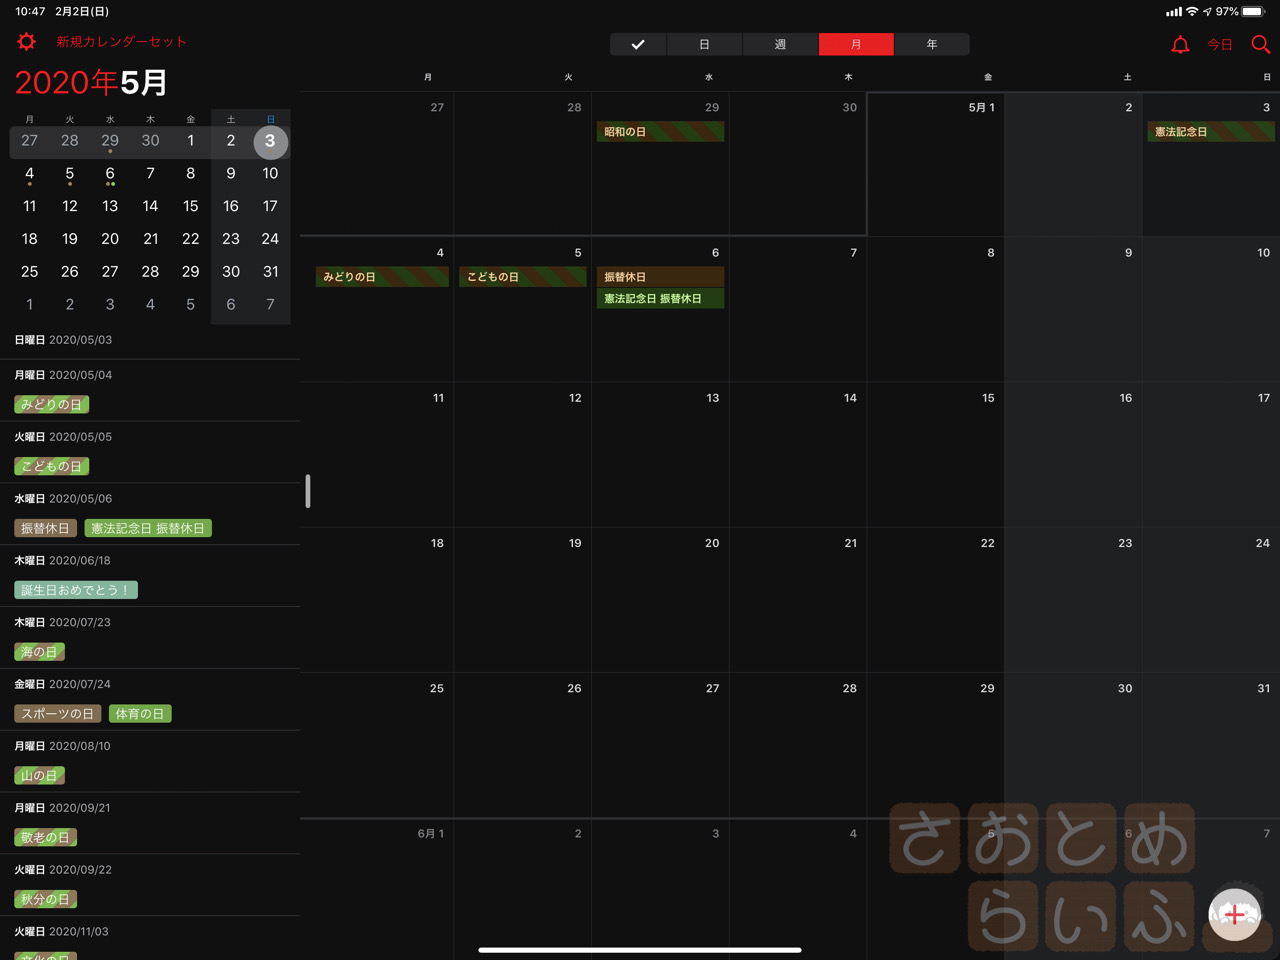 10:47 2月2日(日)
97%
新規カレンダーセット
日
週
月
年
今日
2020年5月
月 火 水 木 金 土 日
27 28 29 30 1 2 3
4 5 6 7 8 9 10
11 12 13 14 15 16 17
18 19 20 21 22 23 24
25 26 27 28 29 30 31
1 2 3 4 5 6 7
日曜日 2020/05/03
月曜日 2020/05/04
みどりの日
火曜日 2020/05/05
こどもの日
水曜日 2020/05/06
振替休日 憲法記念日 振替休日
木曜日 2020/06/18
誕生日おめでとう！
木曜日 2020/07/23
海の日
金曜日 2020/07/24
スポーツの日 体育の日
月曜日 2020/08/10
山の日
月曜日 2020/09/21
敬老の日
火曜日 2020/09/22
秋分の日
火曜日 2020/11/03
文化の日
月 火 水 木 金 土 日
27 28 29 30 5月 1 2 3
昭和の日 憲法記念日
4 5 6 7 8 9 10
みどりの日 こどもの日 振替休日
憲法記念日 振替休日
11 12 13 14 15 16 17
18 19 20 21 22 23 24
25 26 27 28 29 30 31
6月 1 2 3 4 5 6 7
さおとめ
らいふ